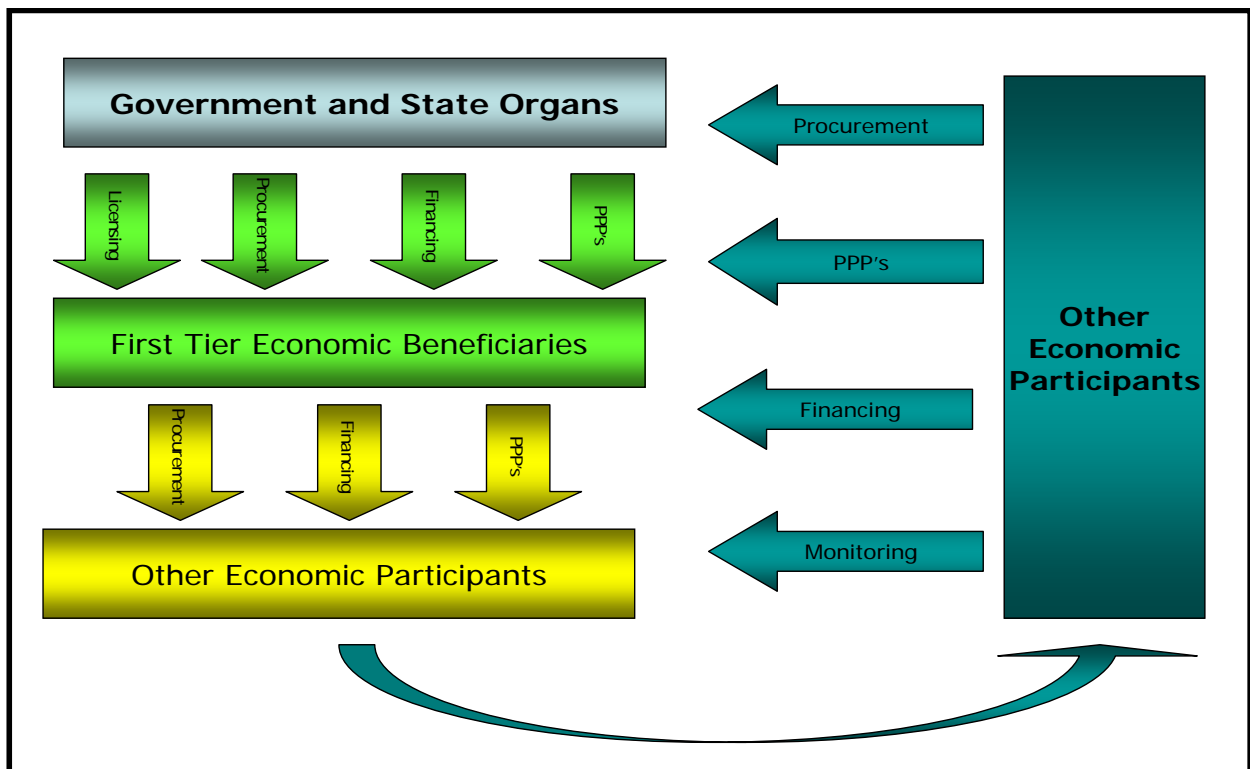 Government and State Organs
Licensing
Procurement
Financing
PPP's
First Tier Economic Beneficiaries
Procurement
Financing
PPP's
Other Economic Participants
Procurement
PPP's
Financing
Monitoring
Other
Economic
Participants